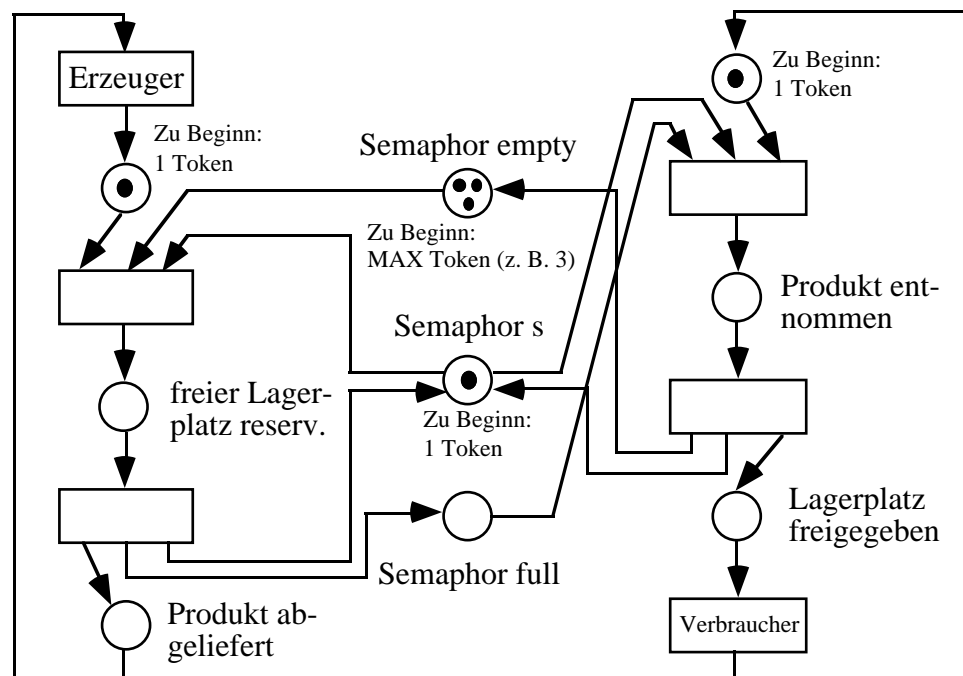 Erzeuger
Zu Beginn:
1 Token
Semaphor empty
Zu Beginn:
MAX Token (z. B. 3)
Zu Beginn:
1 Token
Semaphor s
Zu Beginn:
1 Token
freier Lager-
platz reserv.
Produkt ent-
nommen
Semaphor full
Lagerplatz
freigegeben
Produkt ab-
geliefert
Verbraucher